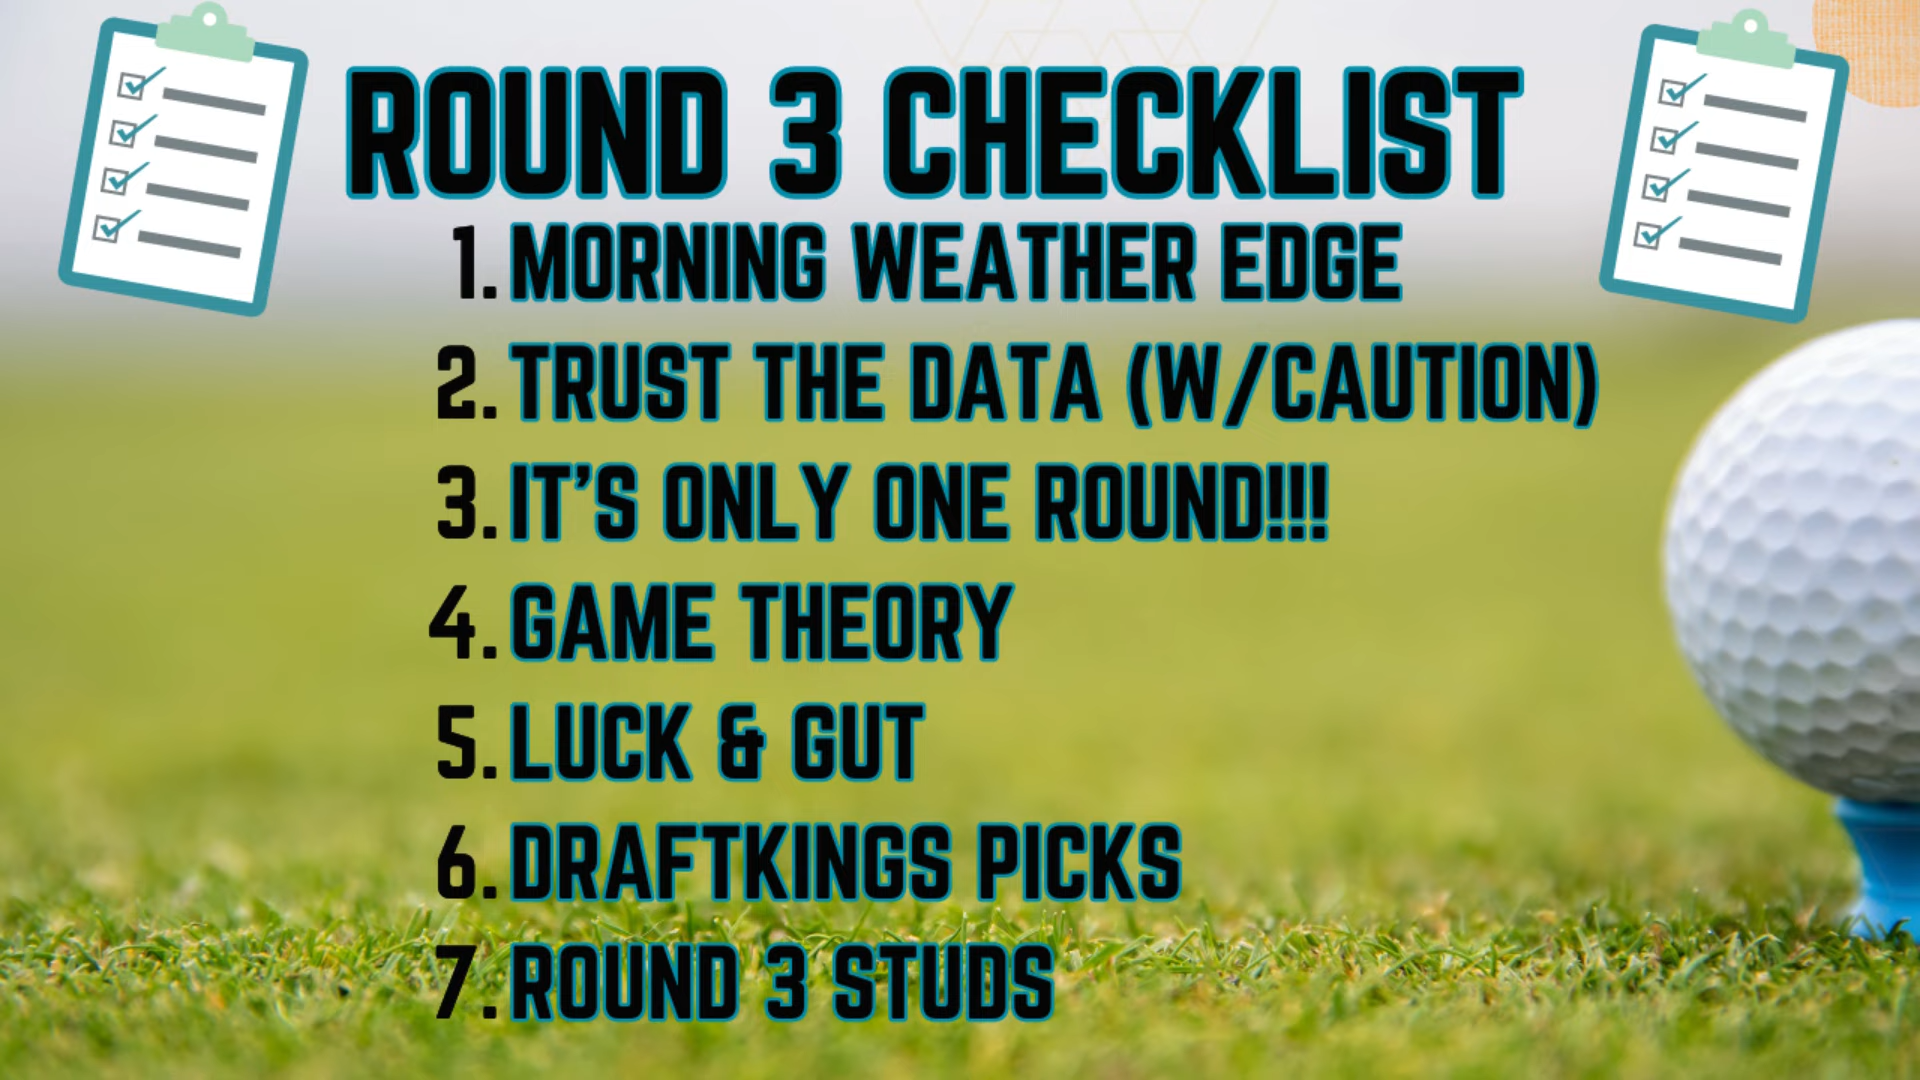 ROUND 3 CHECKLIST
1. MORNING WEATHER EDGE
2. TRUST THE DATA (W/CAUTION)
3. IT'S ONLY ONE ROUND!!!
4. GAME THEORY
5. LUCK & GUT
6. DRAFTKINGS PICKS
7. ROUND 3 STUDS